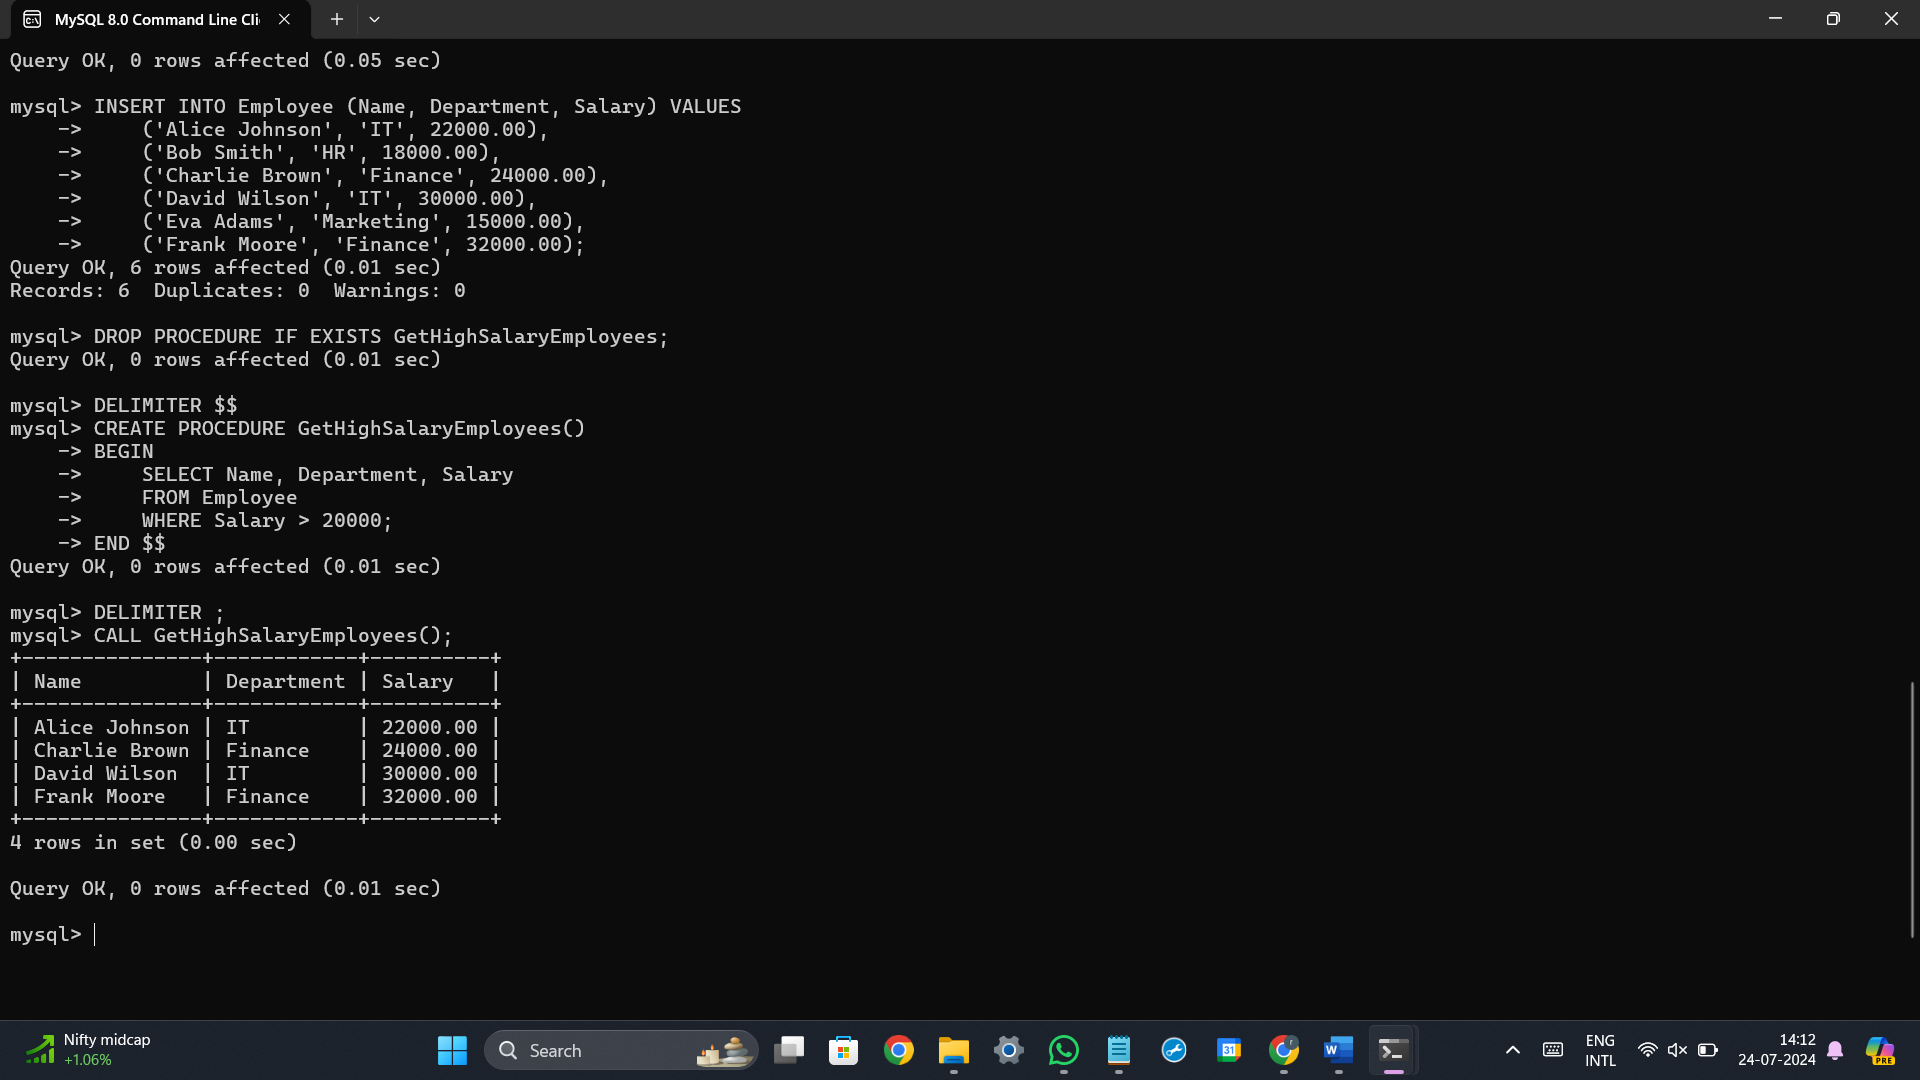 MySQL 8.0 Command Line Cli
Query OK, 0 rows affected (0.05 sec)
mysql> INSERT INTO Employee (Name, Department, Salary) VALUES
    ->     ('Alice Johnson', 'IT', 22000.00),
    ->     ('Bob Smith', 'HR', 18000.00),
    ->     ('Charlie Brown', 'Finance', 24000.00),
    ->     ('David Wilson', 'IT', 30000.00),
    ->     ('Eva Adams', 'Marketing', 15000.00),
    ->     ('Frank Moore', 'Finance', 32000.00);
Query OK, 6 rows affected (0.01 sec)
Records: 6  Duplicates: 0  Warnings: 0
mysql> DROP PROCEDURE IF EXISTS GetHighSalaryEmployees;
Query OK, 0 rows affected (0.01 sec)
mysql> DELIMITER $$
mysql> CREATE PROCEDURE GetHighSalaryEmployees()
    -> BEGIN
    ->     SELECT Name, Department, Salary
    ->     FROM Employee
    ->     WHERE Salary > 20000;
    -> END $$
Query OK, 0 rows affected (0.01 sec)
mysql> DELIMITER ;
mysql> CALL GetHighSalaryEmployees();
+---------------+------------+----------+
| Name          | Department | Salary   |
+---------------+------------+----------+
| Alice Johnson | IT         | 22000.00 |
| Charlie Brown | Finance    | 24000.00 |
| David Wilson  | IT         | 30000.00 |
| Frank Moore   | Finance    | 32000.00 |
+---------------+------------+----------+
4 rows in set (0.00 sec)
Query OK, 0 rows affected (0.01 sec)
mysql>
Nifty midcap
+1.06%
Search
31
W
PRE
ENG
INTL
14:12
24-07-2024